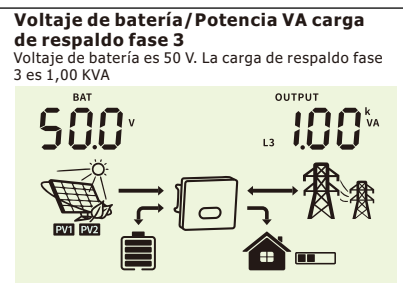 Voltaje de batería/Potencia VA carga
de respaldo fase 3
Voltaje de batería es 50 V. La carga de respaldo fase
3 es 1,00 KVA
BAT OUTPUT
50.0 V L3 1.00 k VA
PV1 PV2